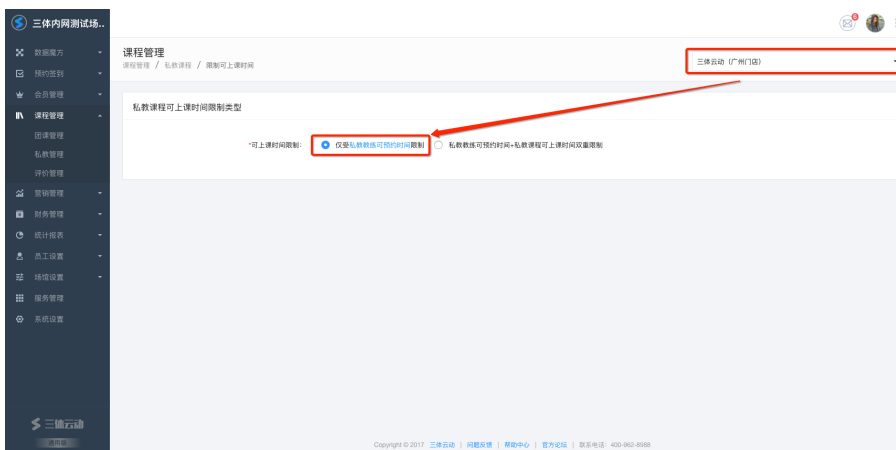 三体内网测试场..
6
数据魔方
预约签到
会员管理
课程管理
团课管理
私教管理
评价管理
营销管理
财务管理
统计报表
员工设置
场馆设置
服务管理
系统设置
三体云动
通用版
课程管理
课程管理 / 私教课程 / 限制可上课时间
三体云动（广州门店）
私教课程可上课时间限制类型
*可上课时间限制: 仅受私教教练可预约时间限制 私教教练可预约时间+私教课程可上课时间双重限制
Copyright © 2017 三体云动 | 问题反馈 | 帮助中心 | 官方论坛 | 联系电话: 400-962-8988